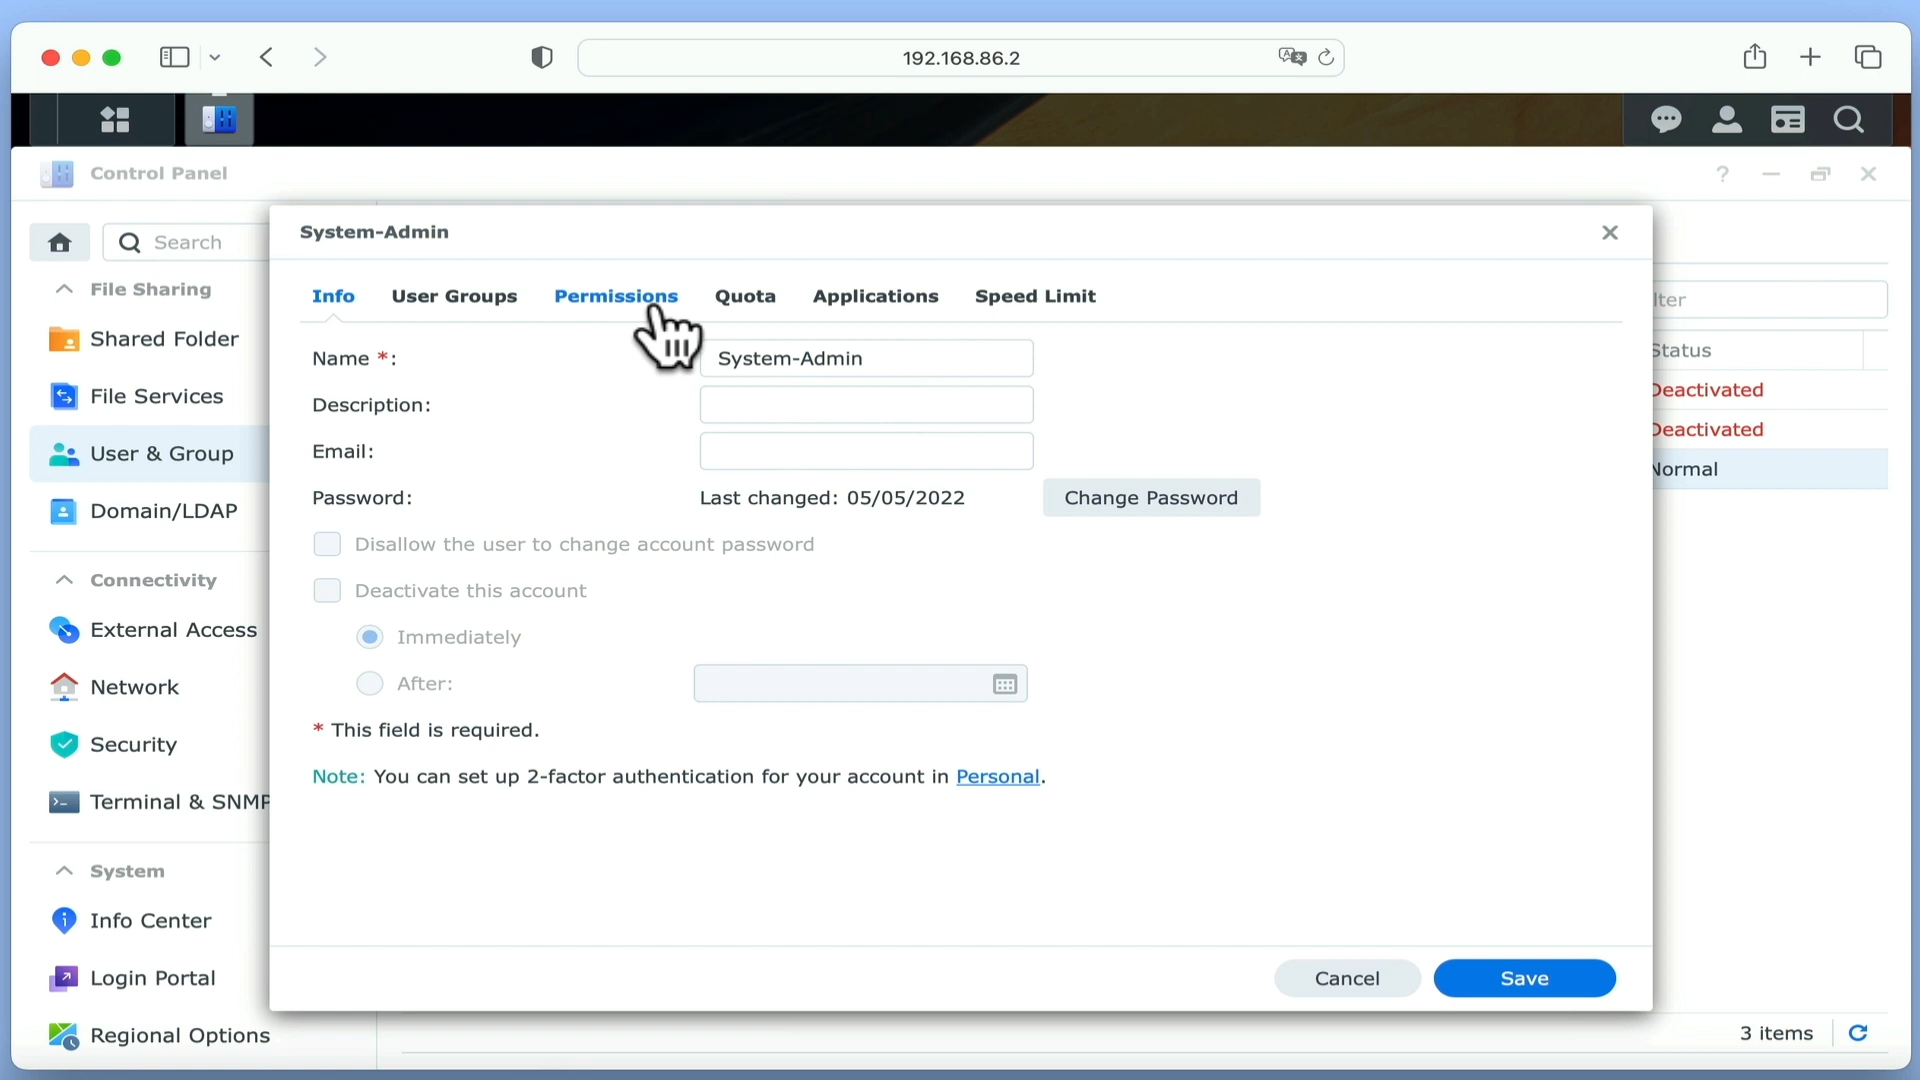 192.168.86.2
Control Panel
Search
File Sharing
Shared Folder
File Services
User & Group
Domain/LDAP
Connectivity
External Access
Network
Security
Terminal & SNMP
System
Info Center
Login Portal
Regional Options
System-Admin
Info User Groups Permissions Quota Applications Speed Limit
Name *: System-Admin
Description:
Email:
Password: Last changed: 05/05/2022 Change Password
Disallow the user to change account password
Deactivate this account
Immediately
After:
* This field is required.
Note: You can set up 2-factor authentication for your account in Personal.
Cancel Save
lter
Status
Deactivated
Deactivated
Normal
3 items